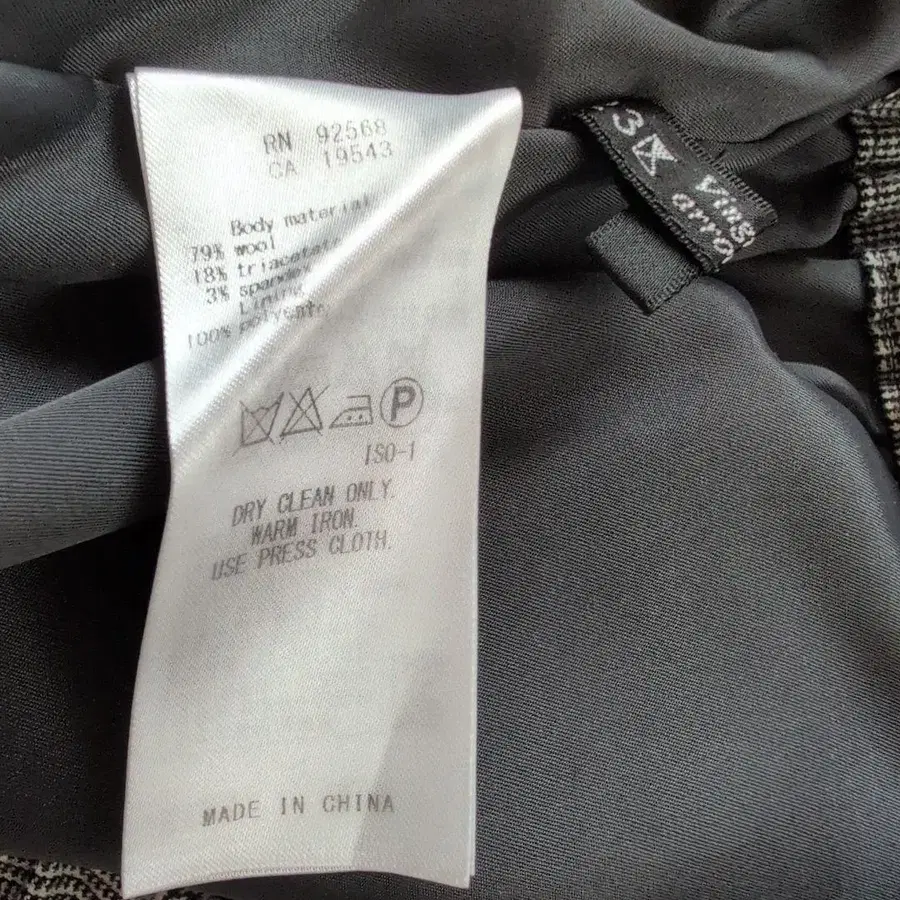 RN 92568
CA 19543
Body material
79% wool
18% triacetate
3% spandex
Lining
100% polyester
P
ISO-1
DRY CLEAN ONLY.
WARM IRON.
USE PRESS CLOTH.
MADE IN CHINA
3